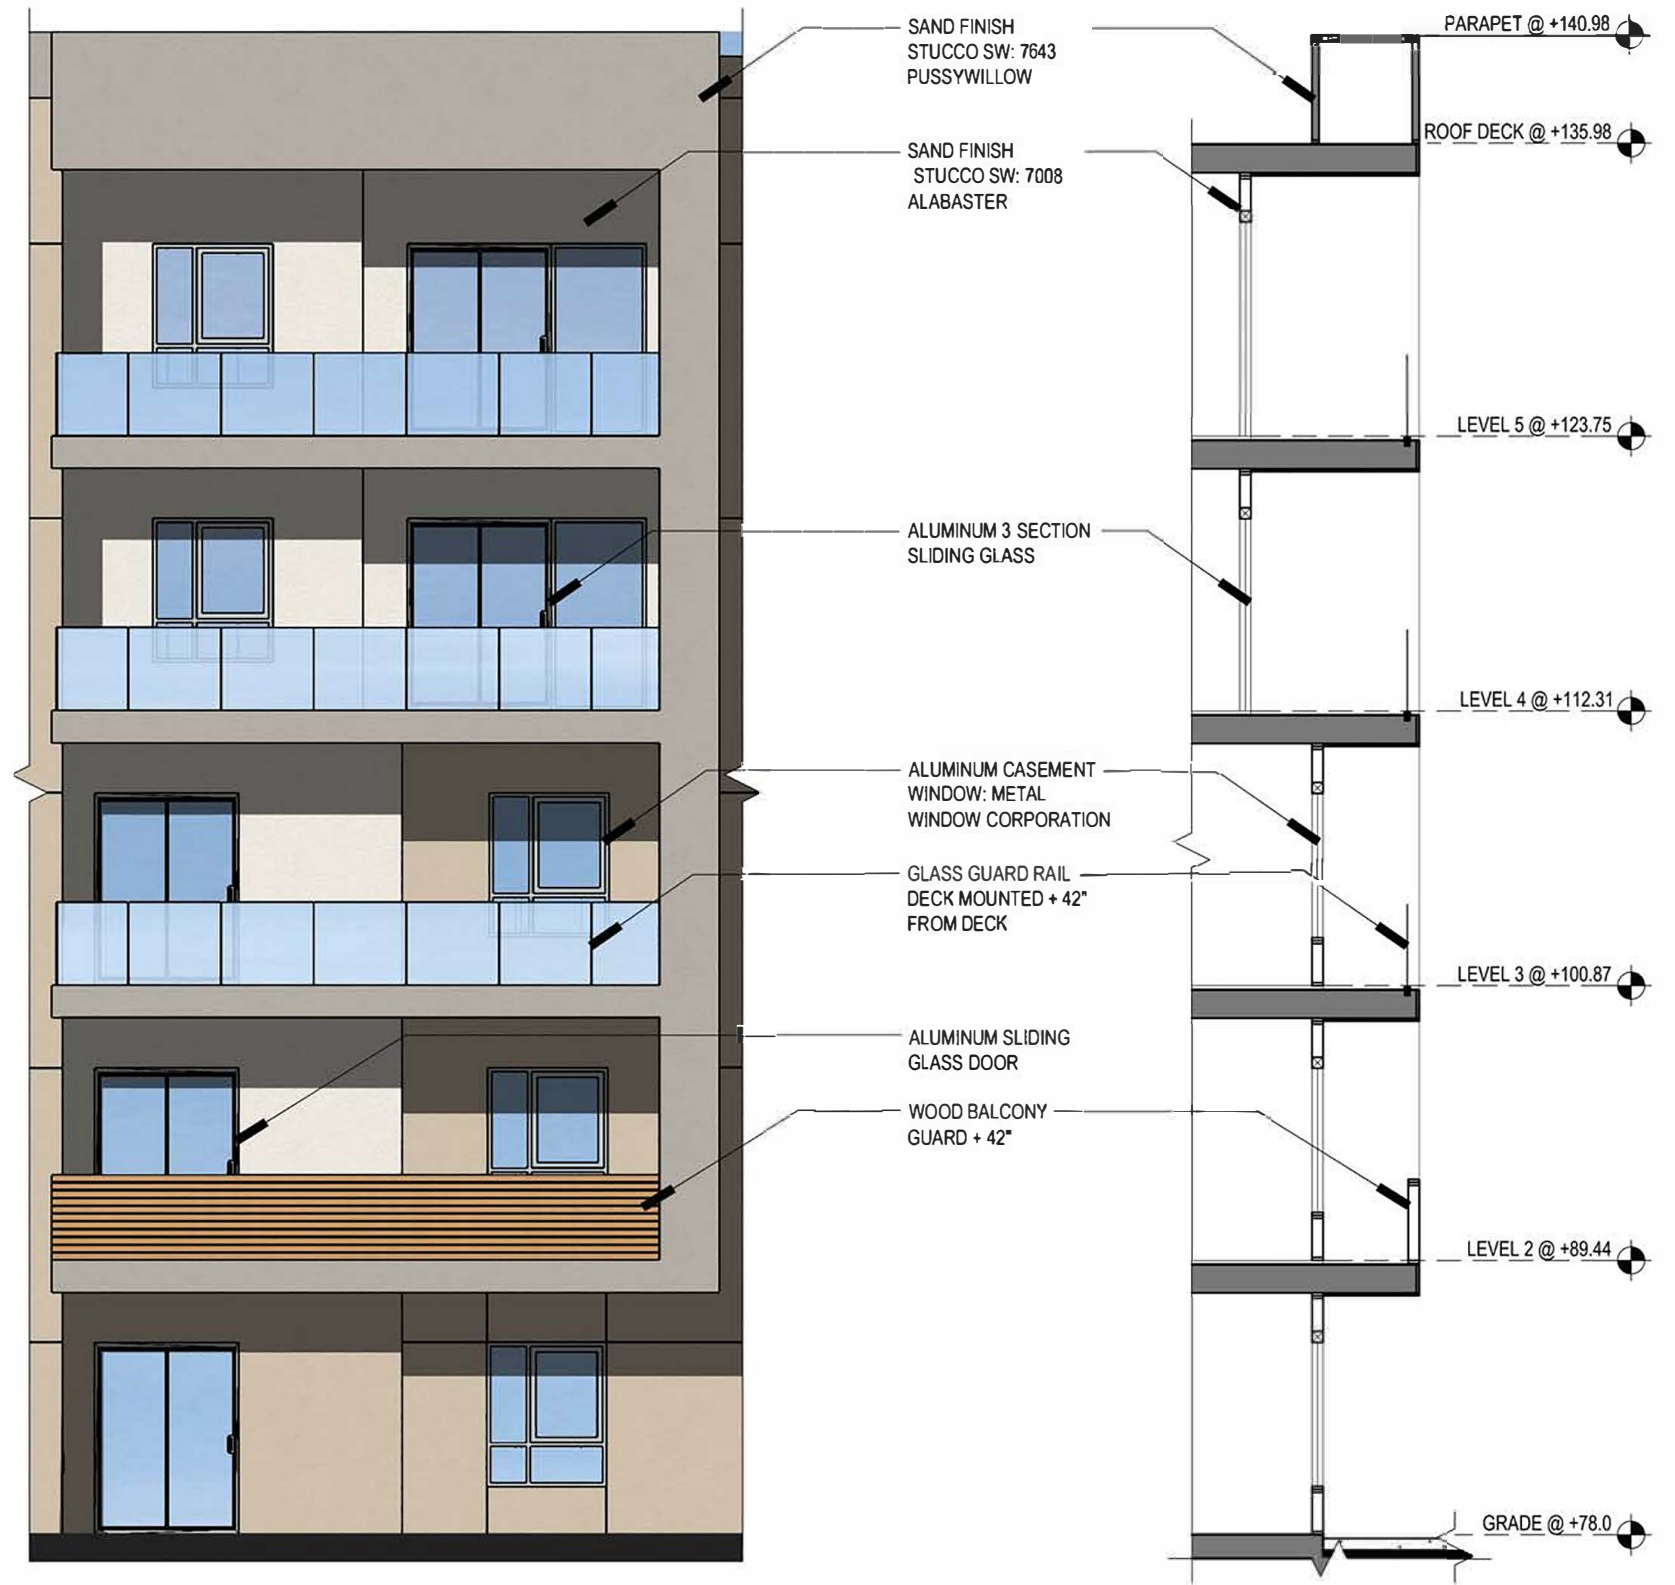 SAND FINISH
STUCCO SW: 7643
PUSSYWILLOW
SAND FINISH
STUCCO SW: 7008
ALABASTER
ALUMINUM 3 SECTION
SLIDING GLASS
ALUMINUM CASEMENT
WINDOW: METAL
WINDOW CORPORATION
GLASS GUARD RAIL
DECK MOUNTED + 42"
FROM DECK
ALUMINUM SLIDING
GLASS DOOR
WOOD BALCONY
GUARD + 42"
PARAPET @ +140.98
ROOF DECK @ +135.98
LEVEL 5 @ +123.75
LEVEL 4 @ +112.31
LEVEL 3 @ +100.87
LEVEL 2 @ +89.44
GRADE @ +78.0